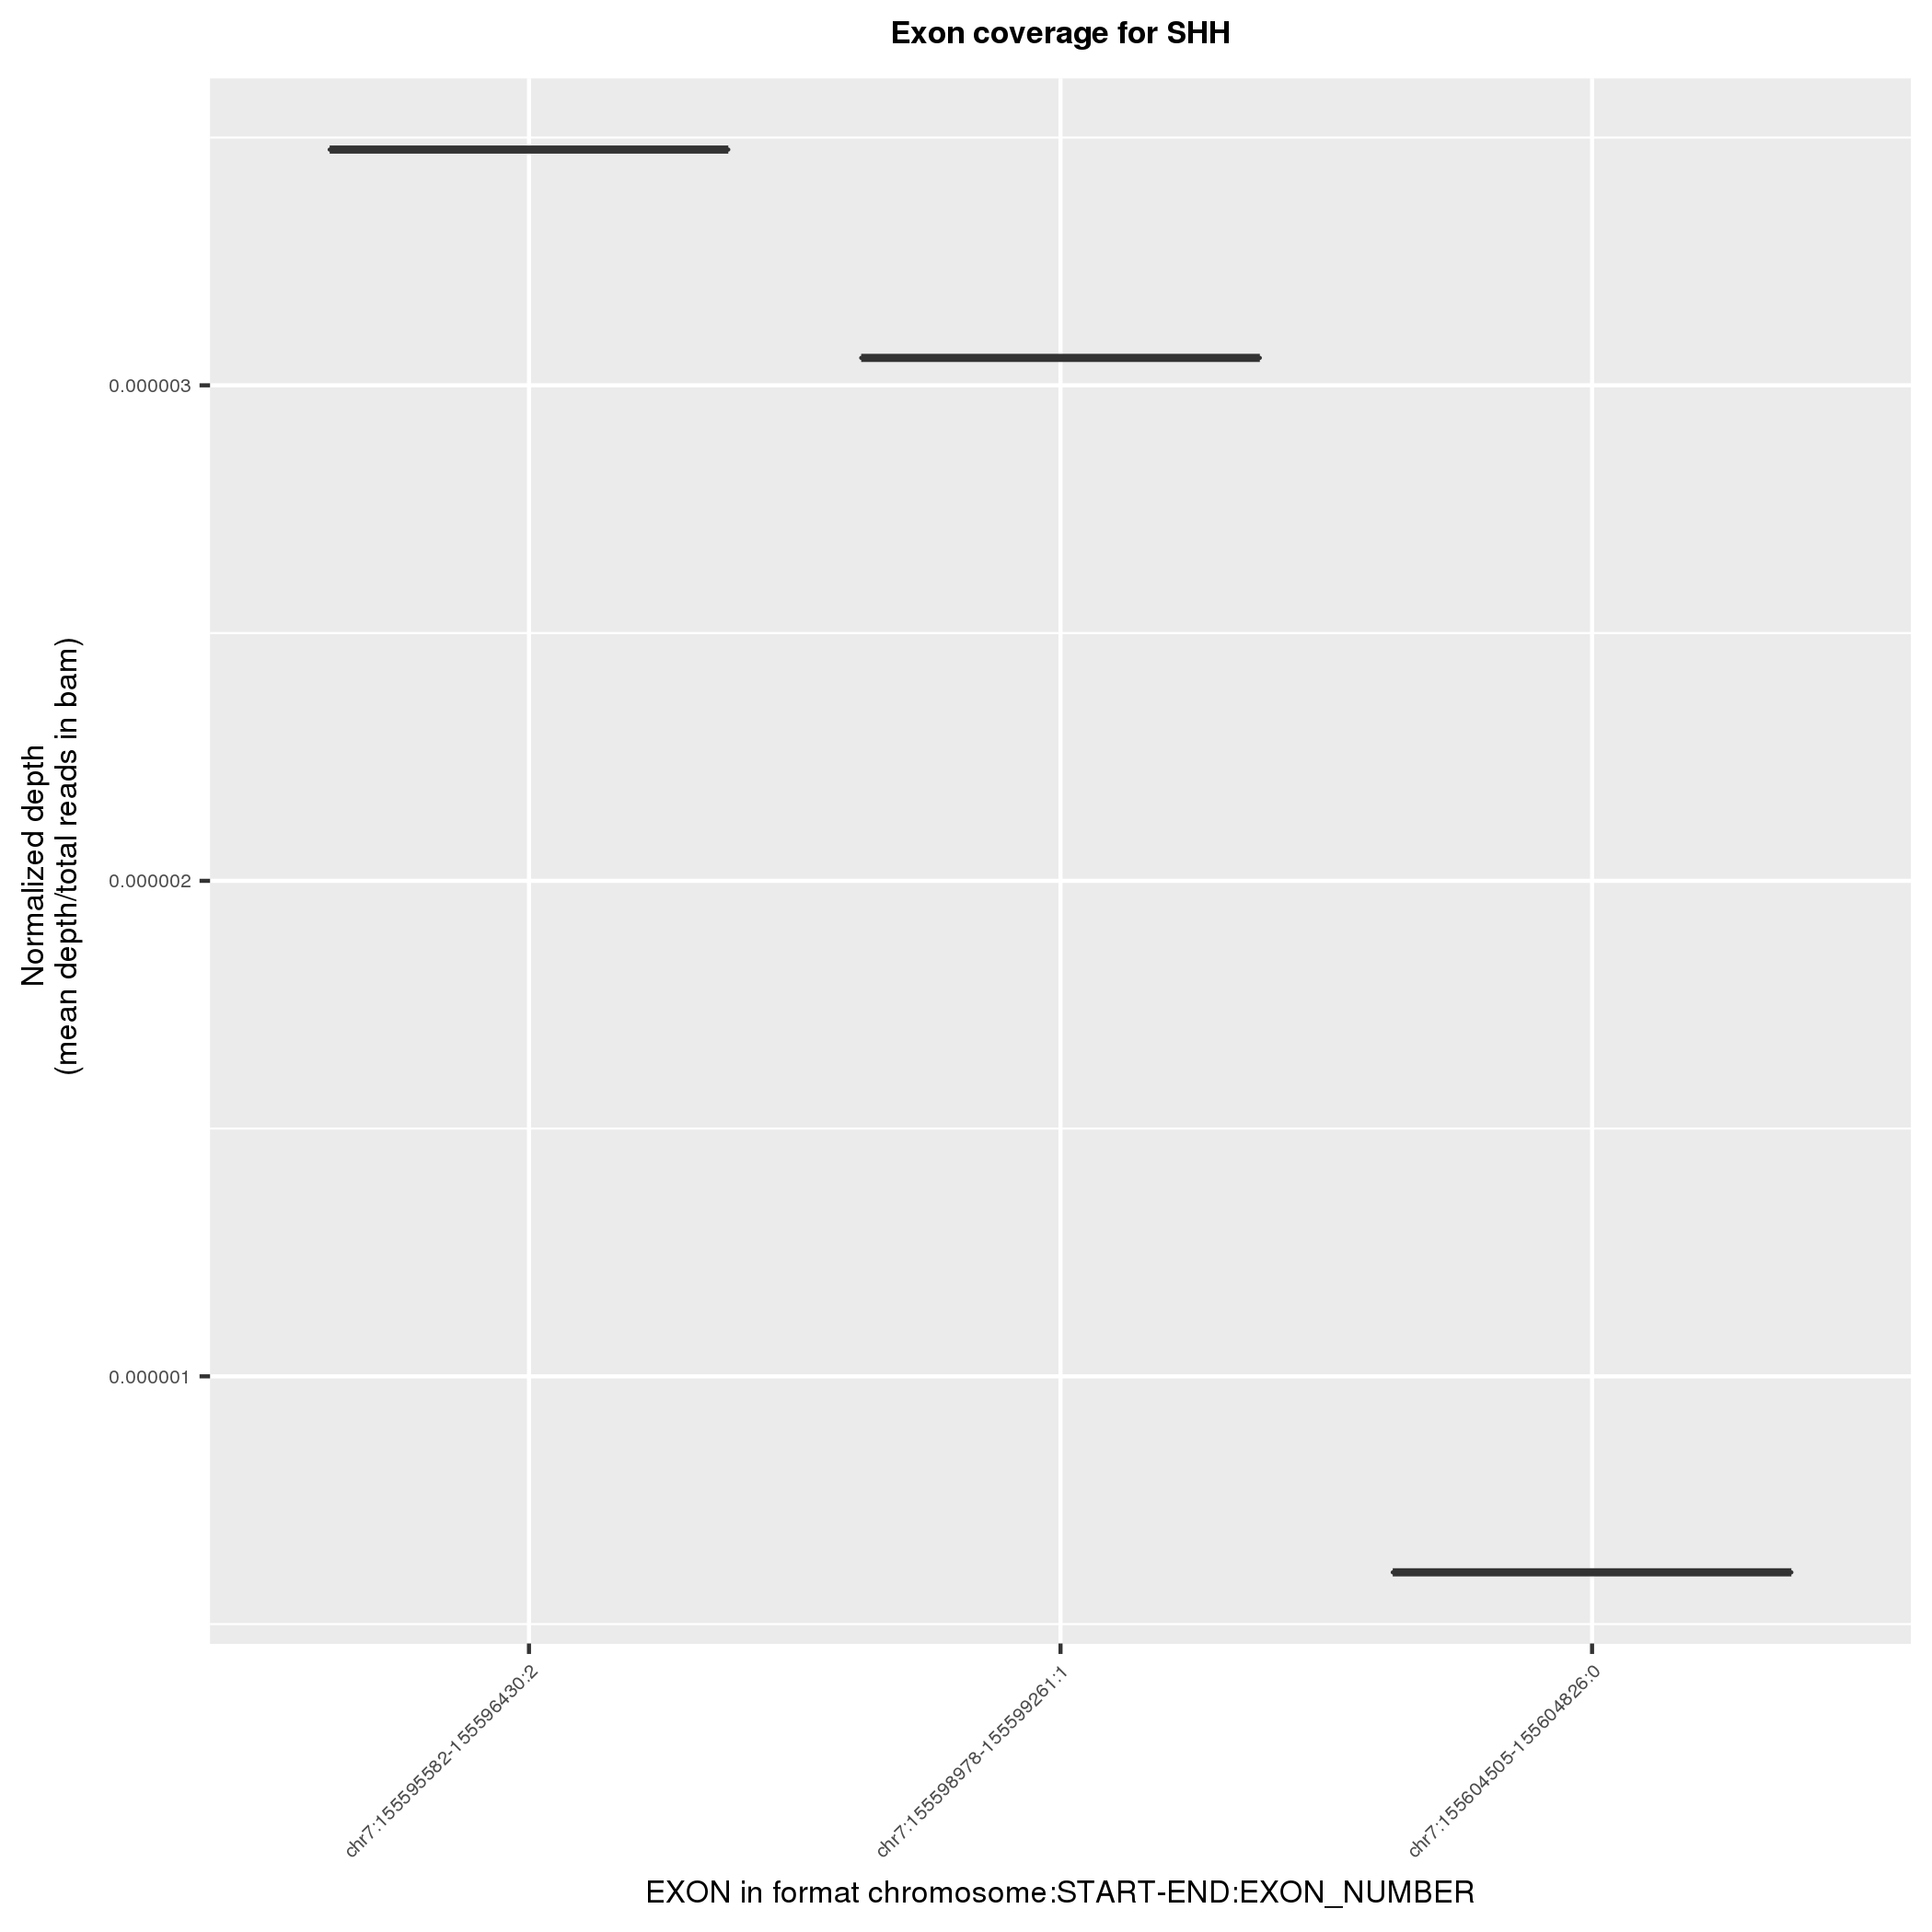 Exon coverage for SHH
Normalized depth
(mean depth/total reads in bam)
0.000003
0.000002
0.000001
chr7:155595582-155596430:2
chr7:155598978-155599261:1
chr7:155604505-155604826:0
EXON in format chromosome:START-END:EXON_NUMBER